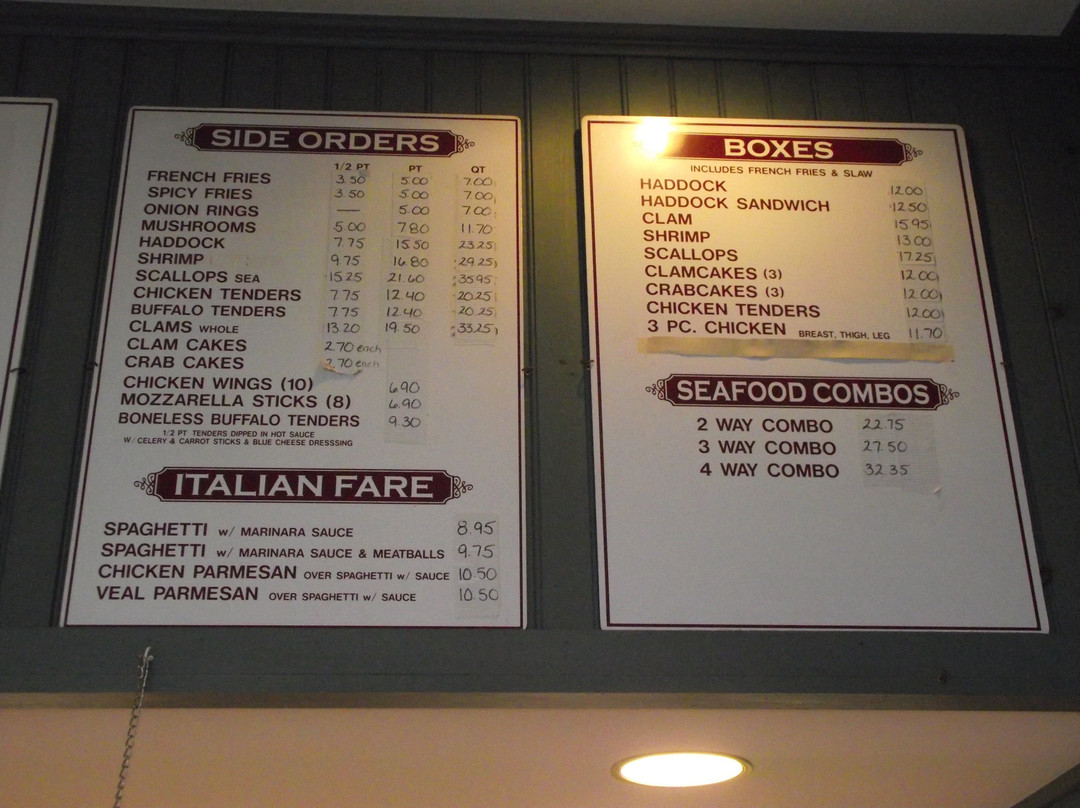 SIDE ORDERS
1/2 PT PT QT
FRENCH FRIES 3.50 5.00 7.00
SPICY FRIES 3.50 5.00 7.00
ONION RINGS — 5.00 7.00
MUSHROOMS 5.00 7.80 11.70
HADDOCK 7.75 15.50 23.25
SHRIMP 9.75 16.80 29.25
SCALLOPS SEA 15.25 21.60 35.95
CHICKEN TENDERS 7.75 12.40 20.25
BUFFALO TENDERS 7.75 12.40 20.25
CLAMS WHOLE 13.20 19.50 33.25
CLAM CAKES 2.70 each
CRAB CAKES 2.70 each
CHICKEN WINGS (10) 6.90
MOZZARELLA STICKS (8) 6.90
BONELESS BUFFALO TENDERS 9.30
1/2 PT TENDERS DIPPED IN HOT SAUCE
W/ CELERY & CARROT STICKS & BLUE CHEESE DRESSSING
ITALIAN FARE
SPAGHETTI w/ MARINARA SAUCE 8.95
SPAGHETTI w/ MARINARA SAUCE & MEATBALLS 9.75
CHICKEN PARMESAN OVER SPAGHETTI w/ SAUCE 10.50
VEAL PARMESAN OVER SPAGHETTI w/ SAUCE 10.50
BOXES
INCLUDES FRENCH FRIES & SLAW
HADDOCK 12.00
HADDOCK SANDWICH 12.50
CLAM 15.95
SHRIMP 13.00
SCALLOPS 17.25
CLAMCAKES (3) 12.00
CRABCAKES (3) 12.00
CHICKEN TENDERS 12.00
3 PC. CHICKEN BREAST, THIGH, LEG 11.70
SEAFOOD COMBOS
2 WAY COMBO 22.75
3 WAY COMBO 27.50
4 WAY COMBO 32.35